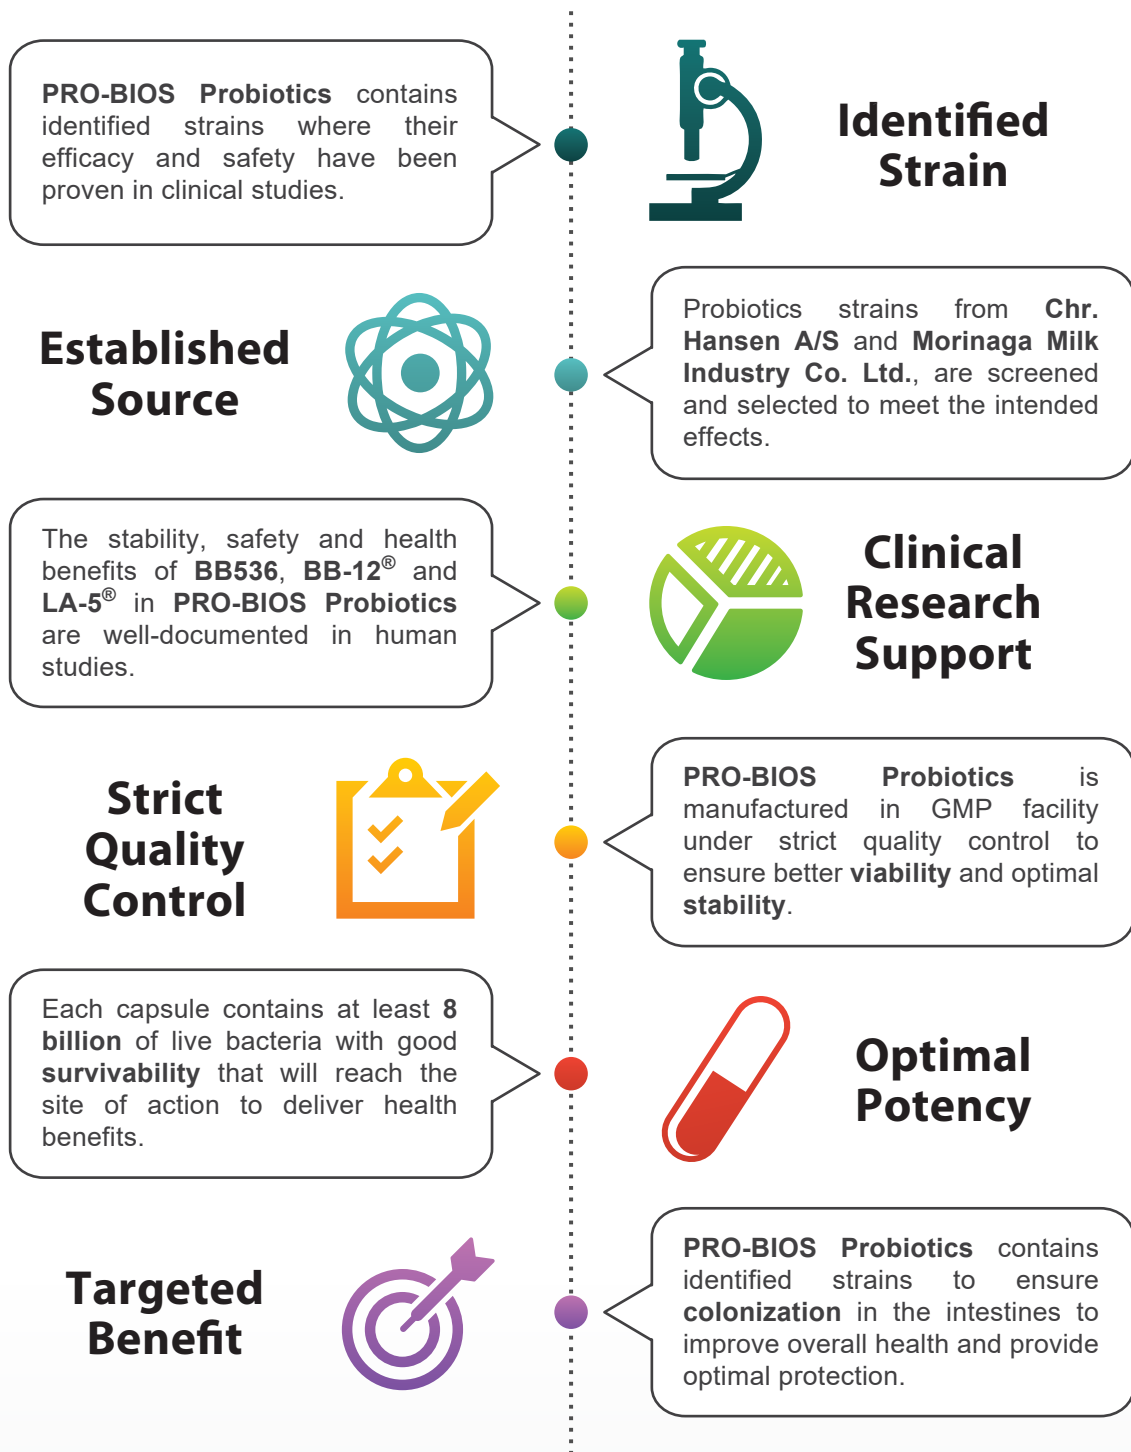 PRO-BIOS Probiotics contains
identified strains where their
efficacy and safety have been
proven in clinical studies.
Identified
Strain
Established
Source
Probiotics strains from Chr.
Hansen A/S and Morinaga Milk
Industry Co. Ltd., are screened
and selected to meet the intended
effects.
The stability, safety and health
benefits of BB536, BB-12® and
LA-5® in PRO-BIOS Probiotics
are well-documented in human
studies.
Clinical
Research
Support
Strict
Quality
Control
PRO-BIOS Probiotics is
manufactured in GMP facility
under strict quality control to
ensure better viability and optimal
stability.
Each capsule contains at least 8
billion of live bacteria with good
survivability that will reach the
site of action to deliver health
benefits.
Optimal
Potency
Targeted
Benefit
PRO-BIOS Probiotics contains
identified strains to ensure
colonization in the intestines to
improve overall health and provide
optimal protection.